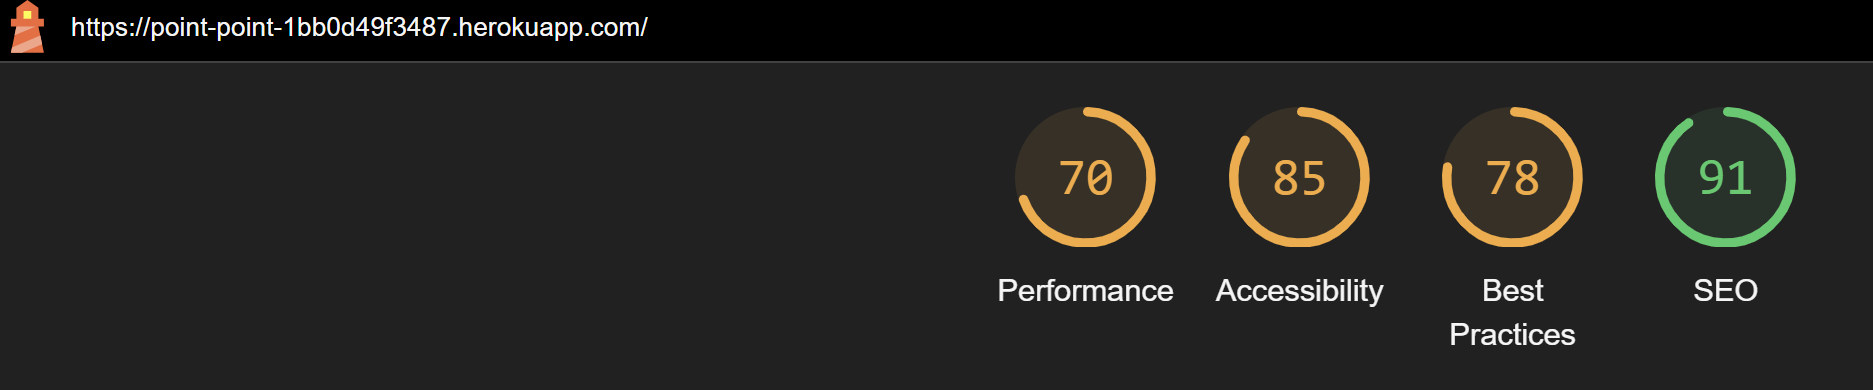 https://point-point-1bb0d49f3487.herokuapp.com/
70
85
78
91
Performance
Accessibility
Best
Practices
SEO